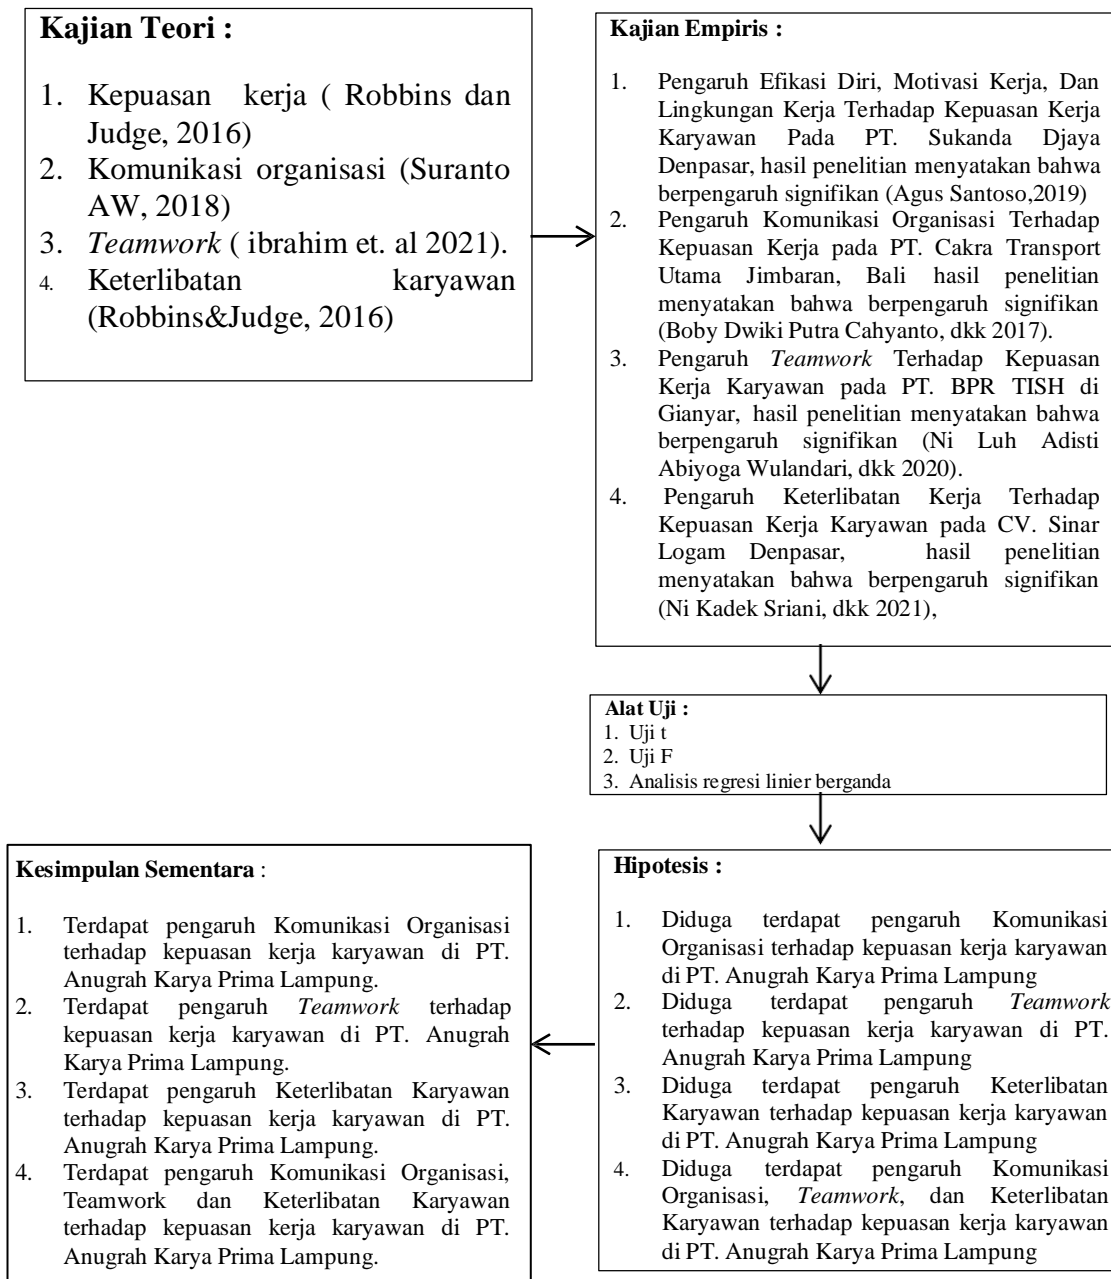 Kajian Teori :
1. Kepuasan kerja ( Robbins dan
Judge, 2016)
2. Komunikasi organisasi (Suranto
AW, 2018)
3. Teamwork ( ibrahim et. al 2021).
4. Keterlibatan karyawan
(Robbins&Judge, 2016)
Kajian Empiris :
1. Pengaruh Efikasi Diri, Motivasi Kerja, Dan
Lingkungan Kerja Terhadap Kepuasan Kerja
Karyawan Pada PT. Sukanda Djaya
Denpasar, hasil penelitian menyatakan bahwa
berpengaruh signifikan (Agus Santoso,2019)
2. Pengaruh Komunikasi Organisasi Terhadap
Kepuasan Kerja pada PT. Cakra Transport
Utama Jimbaran, Bali hasil penelitian
menyatakan bahwa berpengaruh signifikan
(Boby Dwiki Putra Cahyanto, dkk 2017).
3. Pengaruh Teamwork Terhadap Kepuasan
Kerja Karyawan pada PT. BPR TISH di
Gianyar, hasil penelitian menyatakan bahwa
berpengaruh signifikan (Ni Luh Adisti
Abiyoga Wulandari, dkk 2020).
4. Pengaruh Keterlibatan Kerja Terhadap
Kepuasan Kerja Karyawan pada CV. Sinar
Logam Denpasar, hasil penelitian
menyatakan bahwa berpengaruh signifikan
(Ni Kadek Sriani, dkk 2021),
Alat Uji :
1. Uji t
2. Uji F
3. Analisis regresi linier berganda
Hipotesis :
1. Diduga terdapat pengaruh Komunikasi
Organisasi terhadap kepuasan kerja karyawan
di PT. Anugrah Karya Prima Lampung
2. Diduga terdapat pengaruh Teamwork
terhadap kepuasan kerja karyawan di PT.
Anugrah Karya Prima Lampung
3. Diduga terdapat pengaruh Keterlibatan
Karyawan terhadap kepuasan kerja karyawan
di PT. Anugrah Karya Prima Lampung
4. Diduga terdapat pengaruh Komunikasi
Organisasi, Teamwork, dan Keterlibatan
Karyawan terhadap kepuasan kerja karyawan
di PT. Anugrah Karya Prima Lampung
Kesimpulan Sementara :
1. Terdapat pengaruh Komunikasi Organisasi
terhadap kepuasan kerja karyawan di PT.
Anugrah Karya Prima Lampung.
2. Terdapat pengaruh Teamwork terhadap
kepuasan kerja karyawan di PT. Anugrah
Karya Prima Lampung.
3. Terdapat pengaruh Keterlibatan Karyawan
terhadap kepuasan kerja karyawan di PT.
Anugrah Karya Prima Lampung.
4. Terdapat pengaruh Komunikasi Organisasi,
Teamwork dan Keterlibatan Karyawan
terhadap kepuasan kerja karyawan di PT.
Anugrah Karya Prima Lampung.